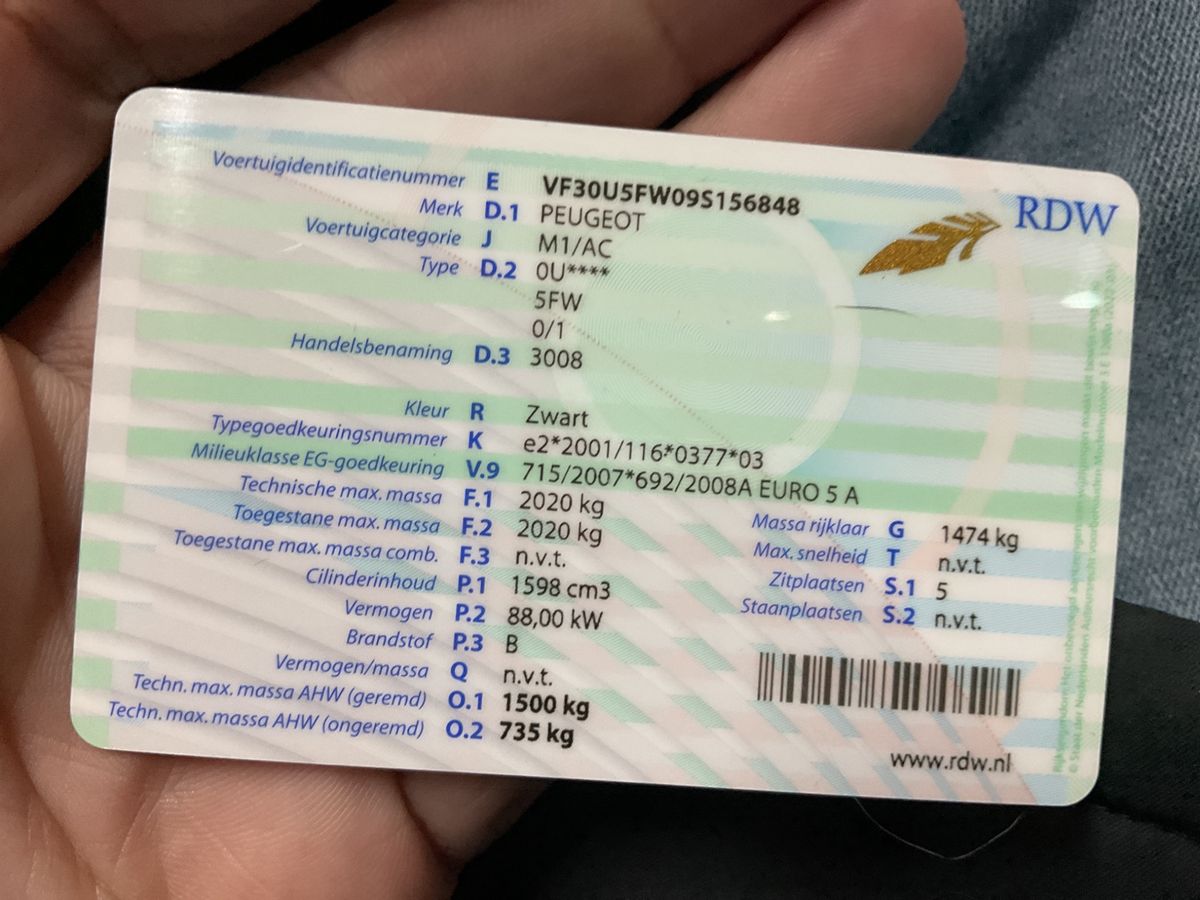 Voertuigidentificatienummer E VF30U5FW09S156848
Merk D.1 PEUGEOT
RDW
Voertuigcategorie J M1/AC
Type D.2 0U****
5FW
0/1
Handelsbenaming D.3 3008
Kleur R Zwart
Typegoedkeuringsnummer K e2*2001/116*0377*03
Milieuklasse EG-goedkeuring V.9 715/2007*692/2008A EURO 5 A
Technische max. massa F.1 2020 kg
Massa rijklaar G 1474 kg
Toegestane max. massa F.2 2020 kg
Max. snelheid T n.v.t.
Toegestane max. massa comb. F.3 n.v.t.
Zitplaatsen S.1 5
Cilinderinhoud P.1 1598 cm3
Staanplaatsen S.2 n.v.t.
Vermogen P.2 88,00 kW
Brandstof P.3 B
Vermogen/massa Q n.v.t.
Techn. max. massa AHW (geremd) O.1 1500 kg
Techn. max. massa AHW (ongeremd) O.2 735 kg
www.rdw.nl